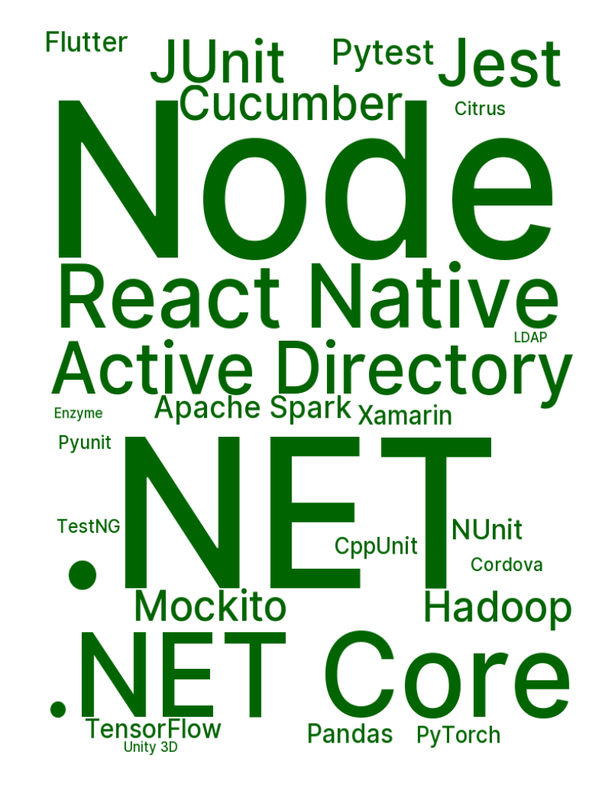 Flutter
JUnit
Pytest
Jest
Cucumber
Citrus
Node
React Native
LDAP
Active Directory
Apache Spark
Xamarin
Enzyme
Pyunit
.NET
TestNG
NUnit
CppUnit
Cordova
Mockito
Hadoop
.NET Core
TensorFlow
Pandas
PyTorch
Unity 3D